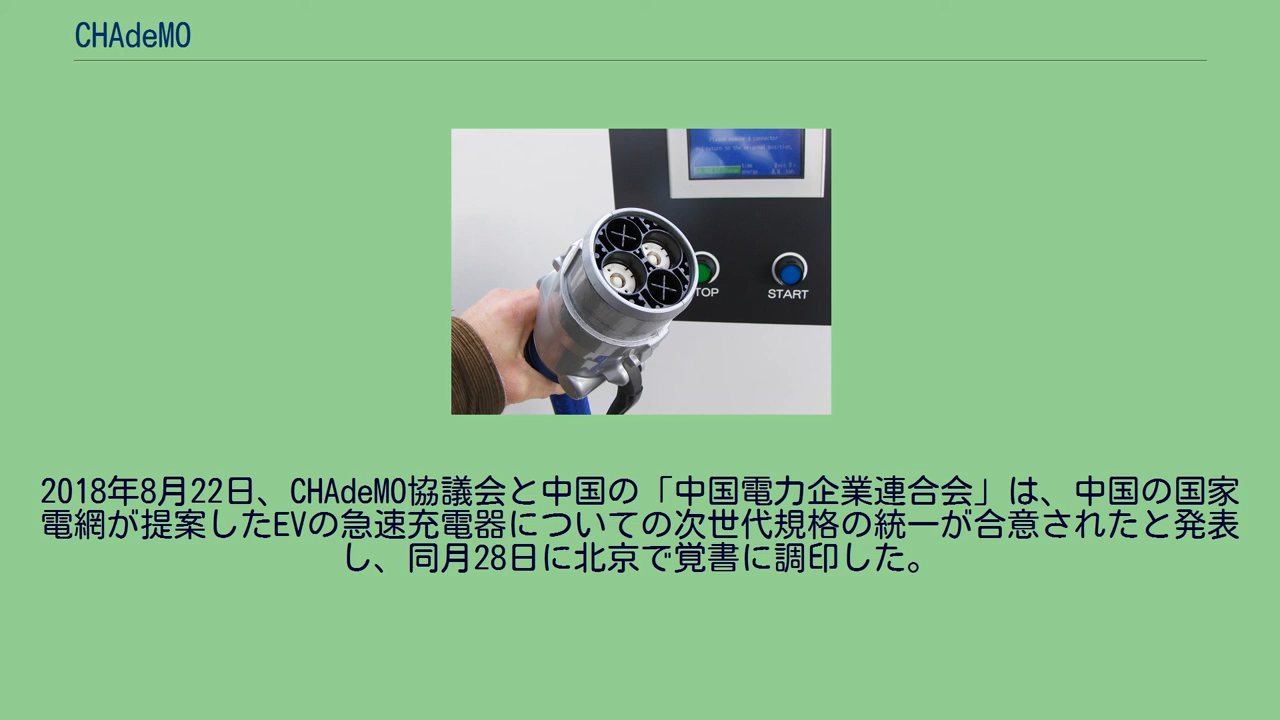 CHAdeMO
Please connect a connector
TOP
START
2018年8月22日、CHAdeMO協議会と中国の「中国電力企業連合会」は、中国の国家
電網が提案したEVの急速充電器についての次世代規格の統一が合意されたと発表
し、同月28日に北京で覚書に調印した。